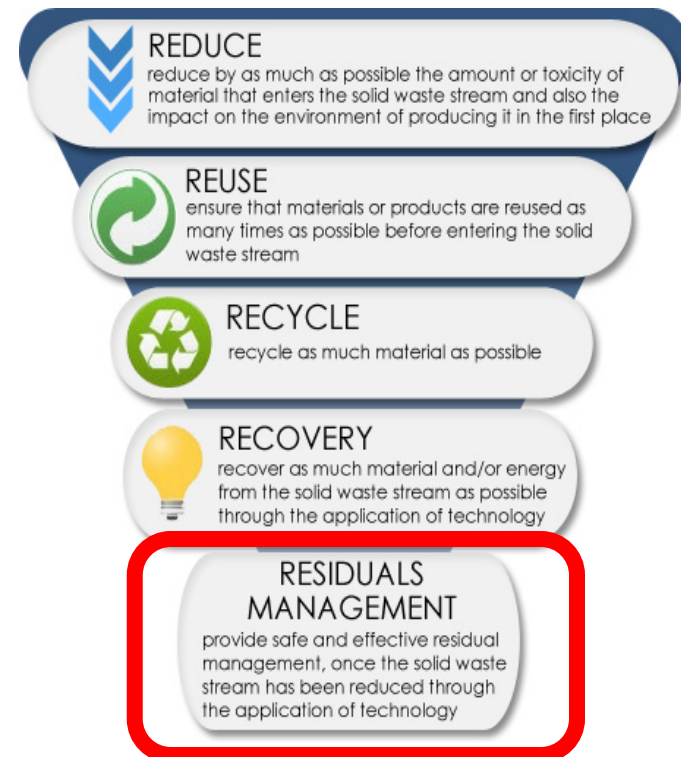 REDUCE
reduce by as much as possible the amount or toxicity of
material that enters the solid waste stream and also the
impact on the environment of producing it in the first place
REUSE
ensure that materials or products are reused as
many times as possible before entering the solid
waste stream
RECYCLE
recycle as much material as possible
RECOVERY
recover as much material and/or energy
from the solid waste stream as possible
through the application of technology
RESIDUALS
MANAGEMENT
provide safe and effective residual
management, once the solid waste
stream has been reduced through
the application of technology